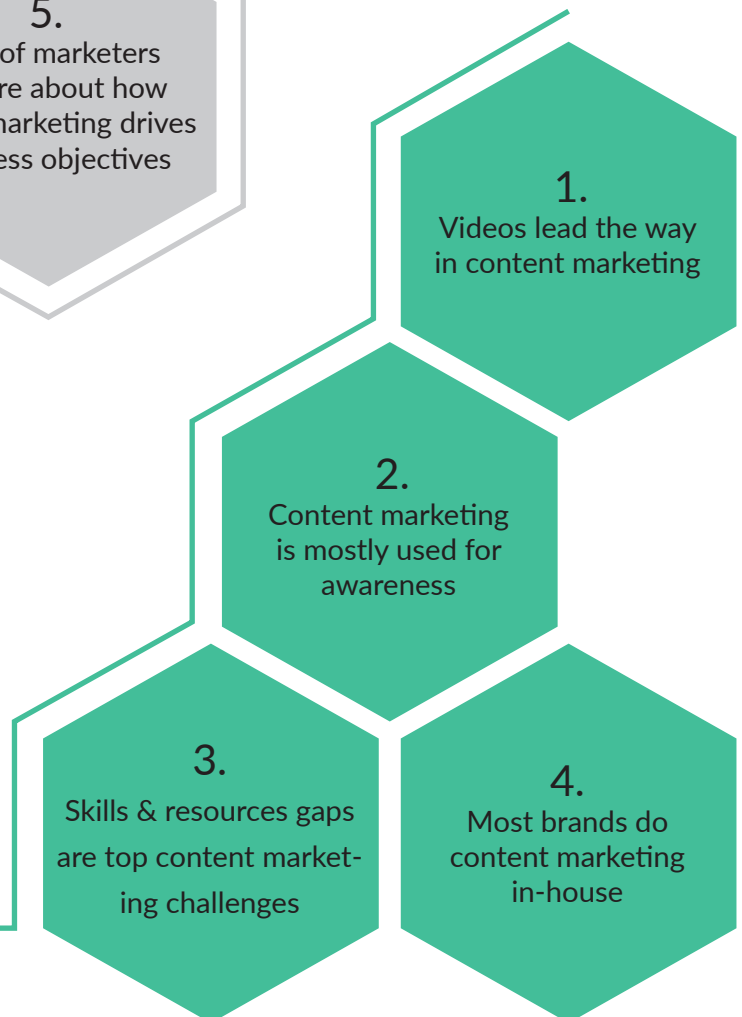 5.
of marketers
re about how
marketing drives
ess objectives
1.
Videos lead the way
in content marketing
2.
Content marketing
is mostly used for
awareness
3.
Skills & resources gaps
are top content market-
ing challenges
4.
Most brands do
content marketing
in-house